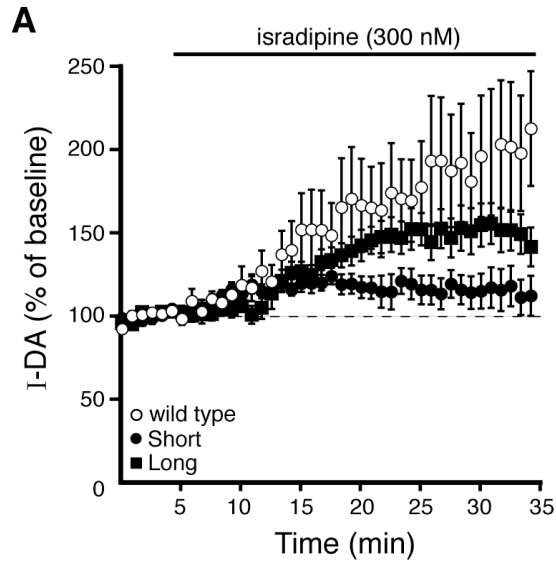 A
isradipine (300 nM)
I-DA (% of baseline)
250
200
150
100
50
0
○ wild type
● Short
■ Long
5 10 15 20 25 30 35
Time (min)